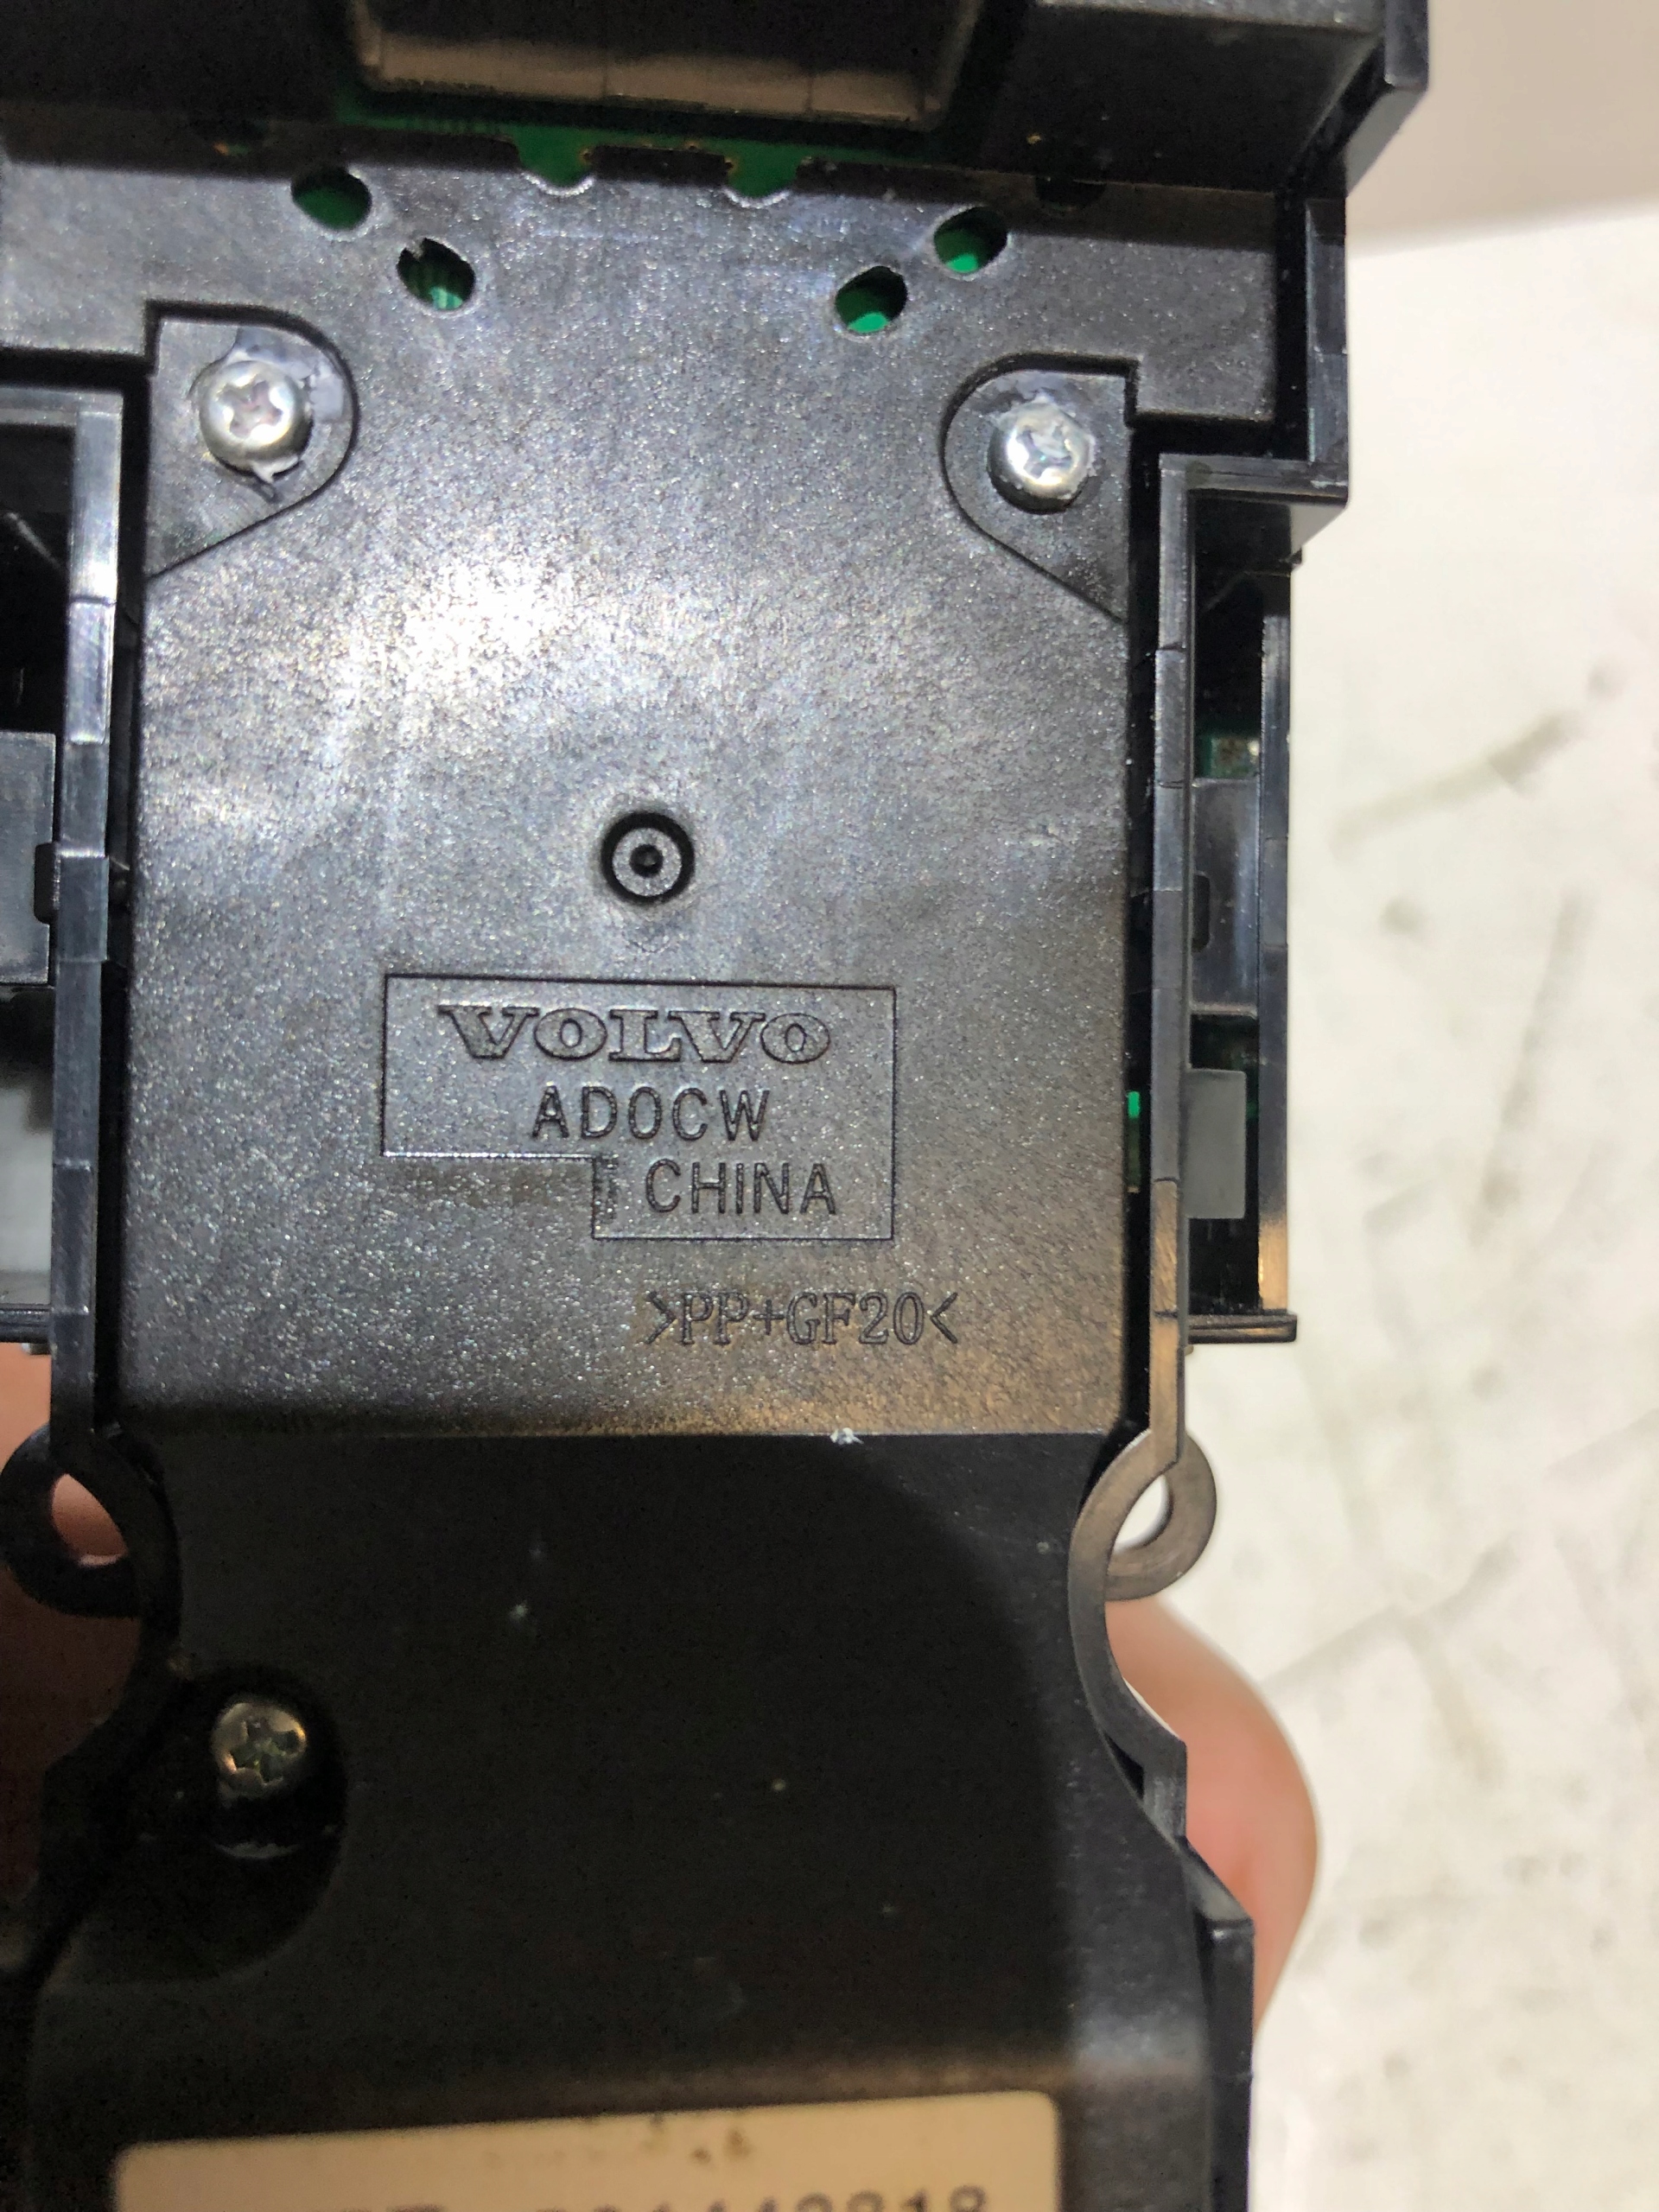 VOLVO
AD0CW
CHINA
>PP+GF20<